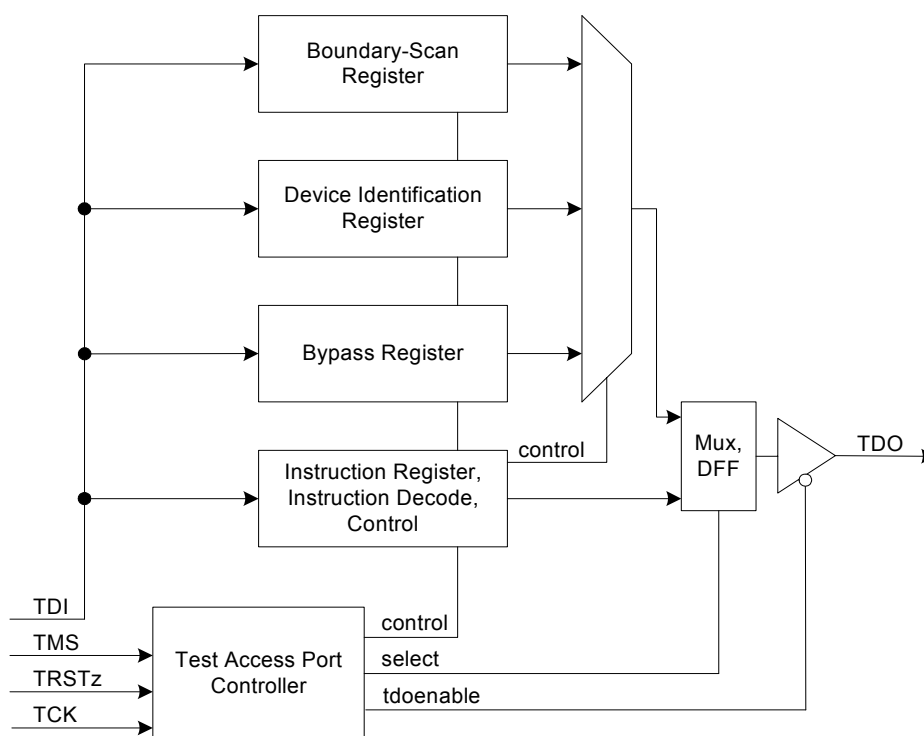 Boundary-Scan
Register
Device Identification
Register
Bypass Register
control
Mux,
DFF
TDO
Instruction Register,
Instruction Decode,
Control
TDI
TMS
TRSTz
TCK
Test Access Port
Controller
control
select
tdoenable